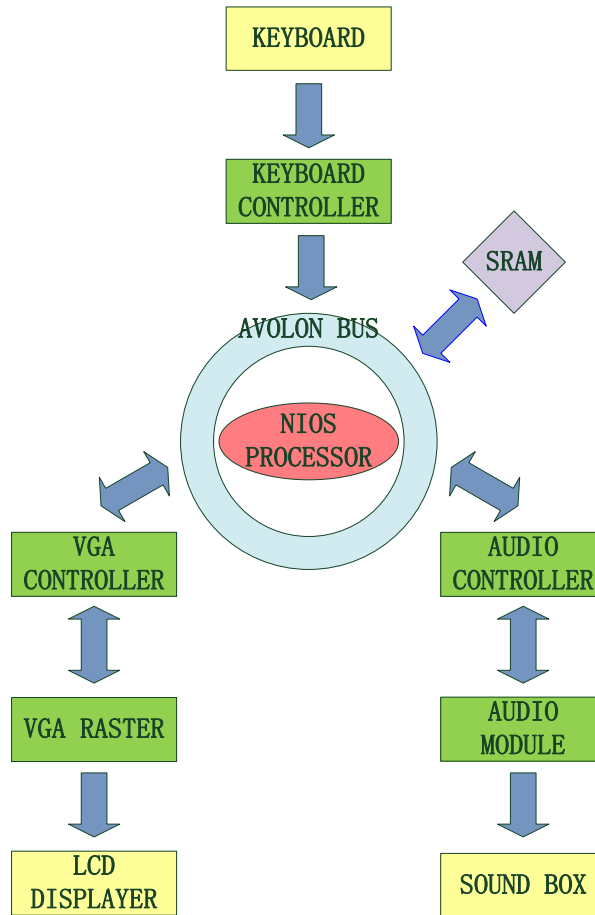 KEYBOARD
KEYBOARD
CONTROLLER
SRAM
AVOLON BUS
NIOS
PROCESSOR
VGA
CONTROLLER
AUDIO
CONTROLLER
VGA RASTER
AUDIO
MODULE
LCD
DISPLAYER
SOUND BOX